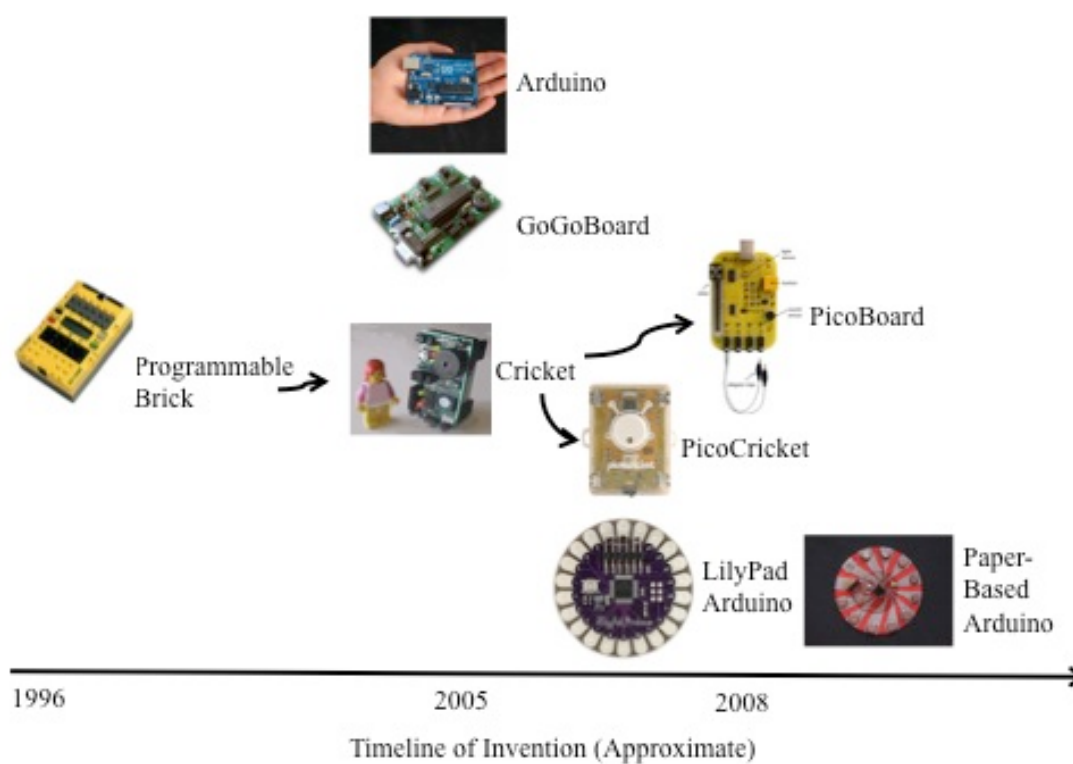 Arduino
GoGoBoard
PicoBoard
Programmable
Brick
Cricket
PicoCricket
LilyPad
Arduino
Paper-
Based
Arduino
1996
2005
2008
Timeline of Invention (Approximate)